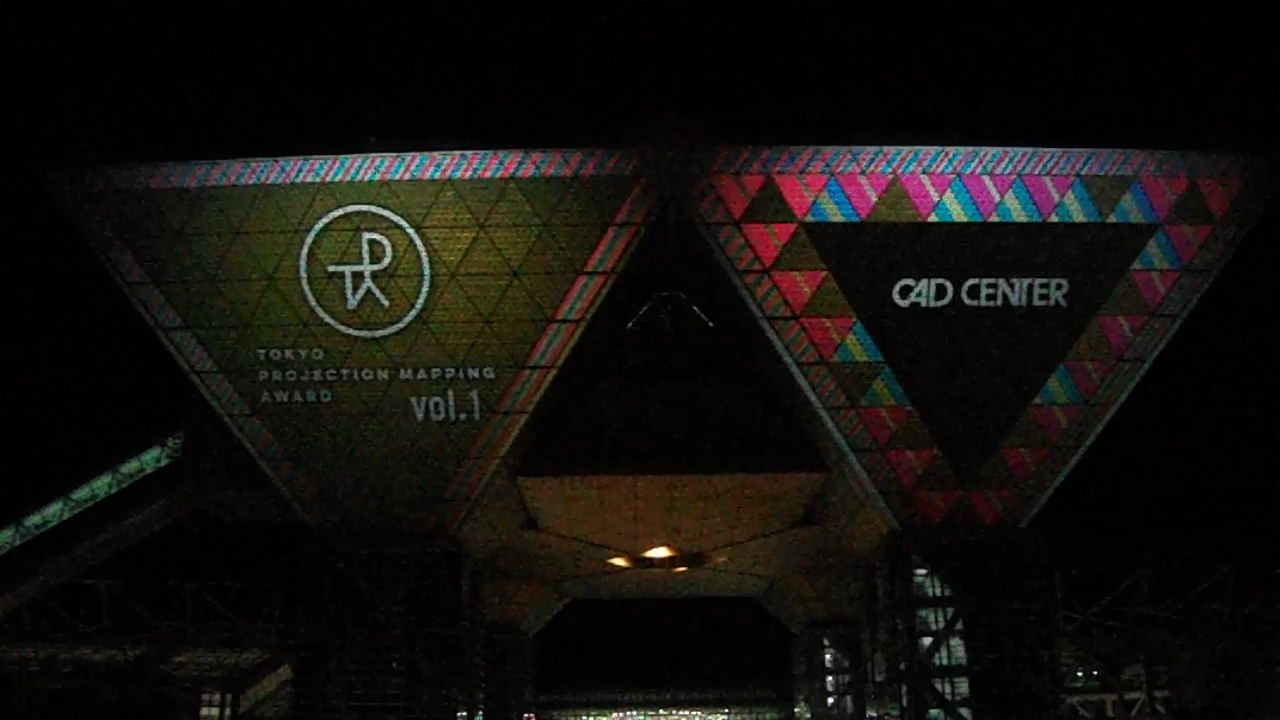 TOKYO
PROJECTION MAPPING
AWARD
vol.1
CAD CENTER